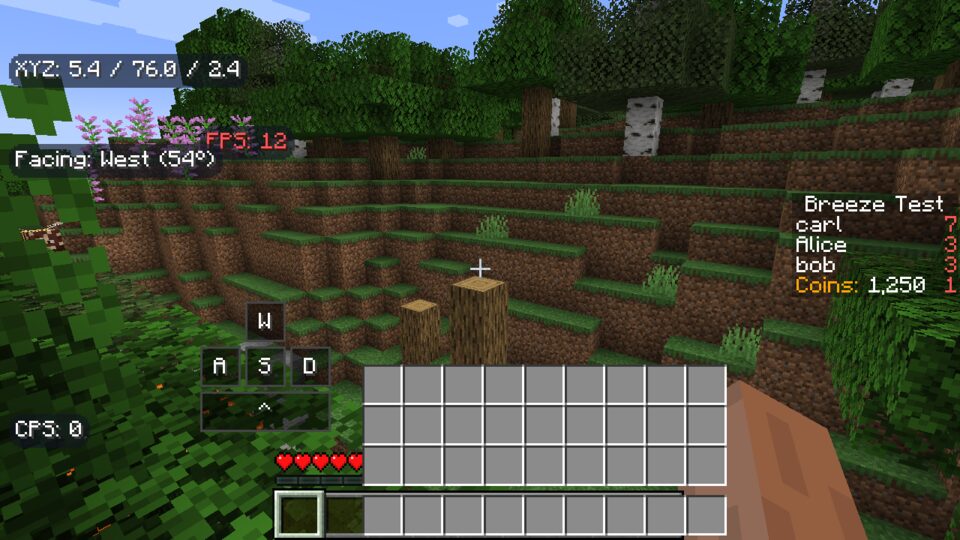 XYZ: 5.4 / 76.0 / 2.4
FPS: 12
Facing: West (54º)
Breeze Test
carl 7
Alice 3
bob 3
Coins: 1,250 1
W
A S D
^
CPS: 0